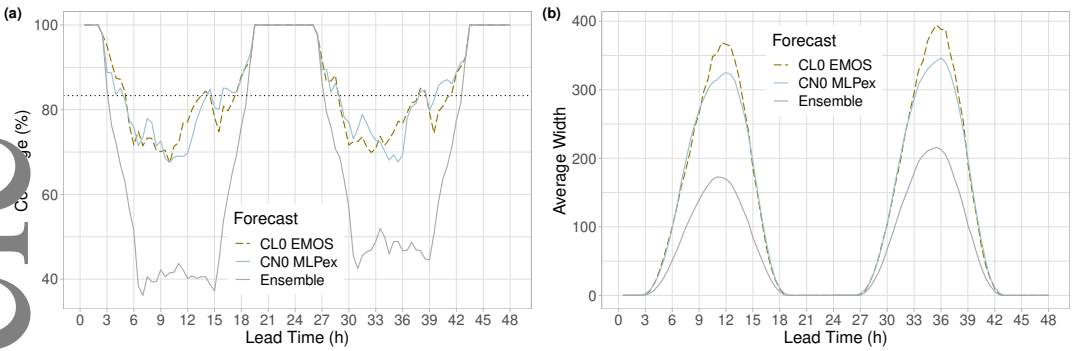 (a)
100
80
60
40
Co    ge (%)
Forecast
CL0 EMOS
CN0 MLPex
Ensemble
0 3 6 9 12 15 18 21 24 27 30 33 36 39 42 45 48
Lead Time (h)
(b)
400
300
200
100
0
Average Width
Forecast
CL0 EMOS
CN0 MLPex
Ensemble
0 3 6 9 12 15 18 21 24 27 30 33 36 39 42 45 48
Lead Time (h)